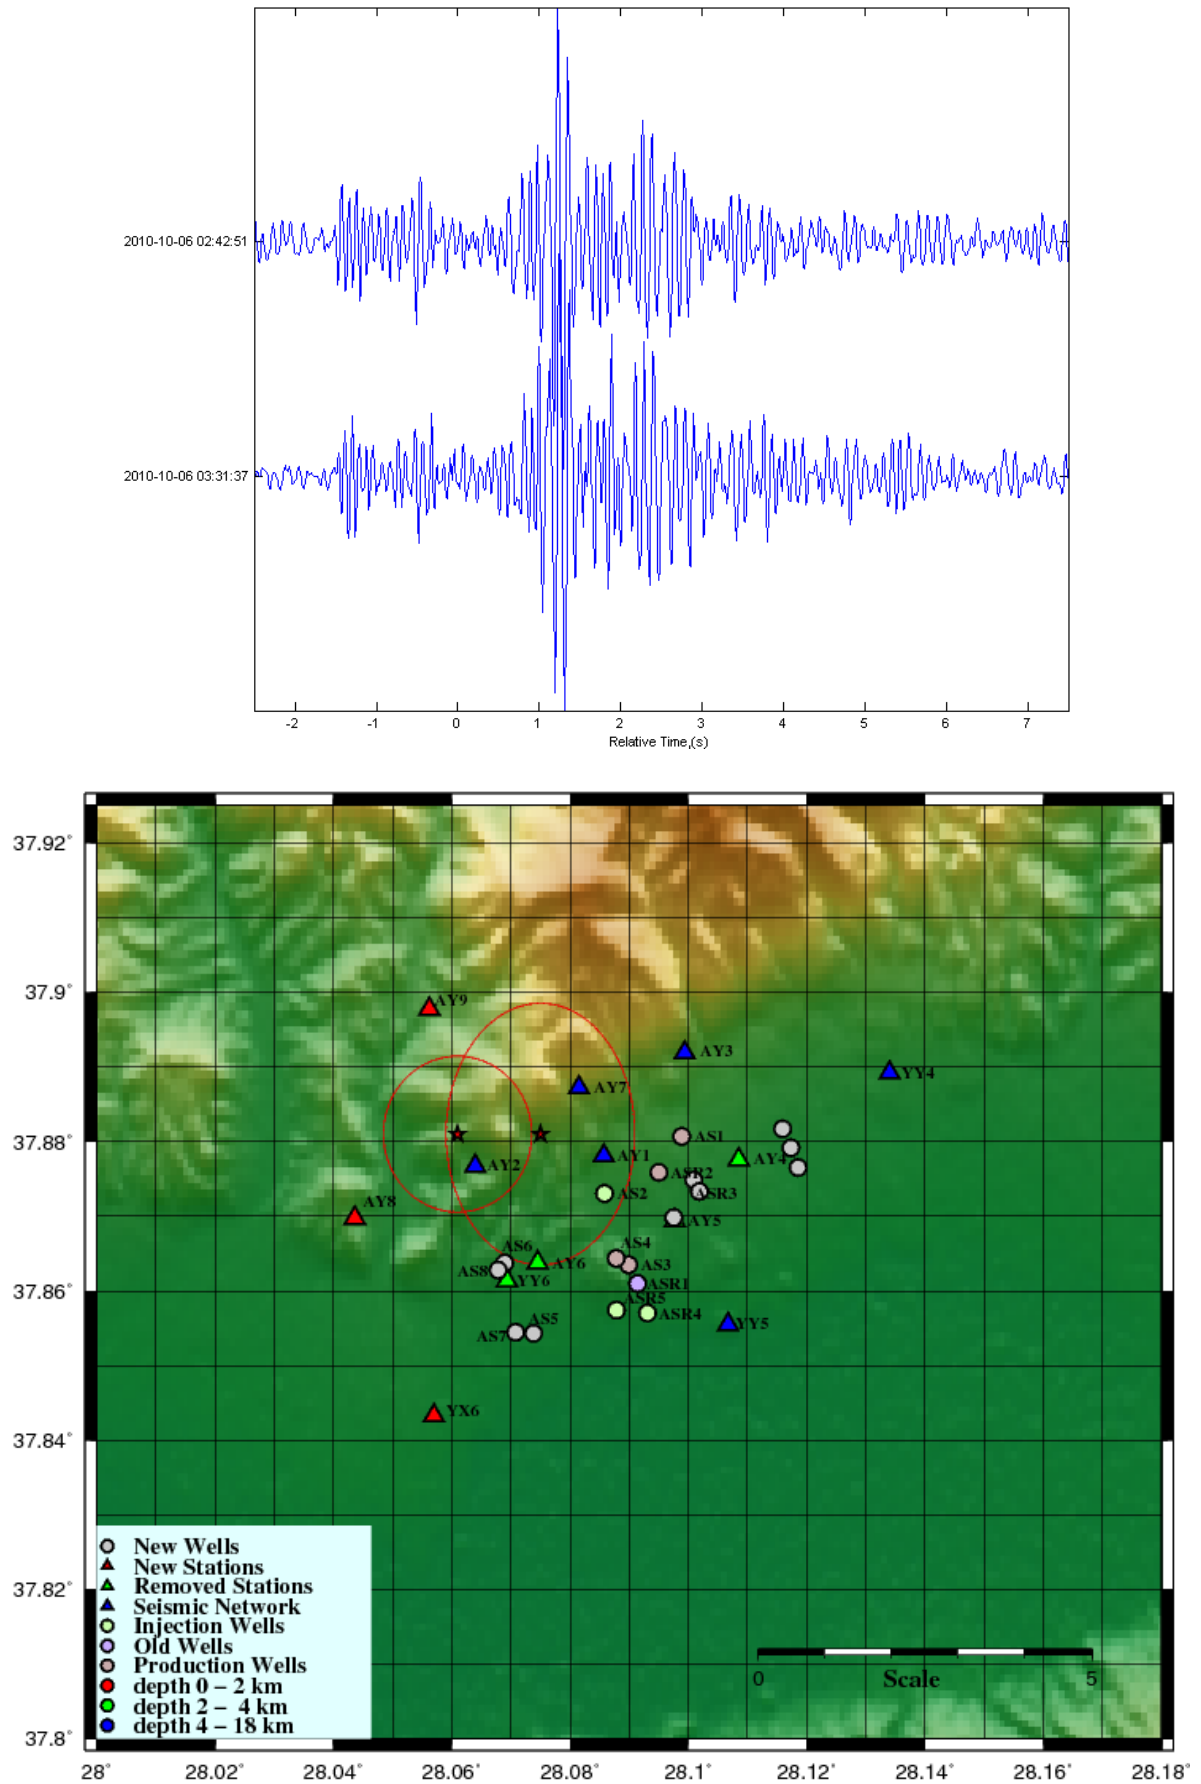 2010-10-06 02:42:51
2010-10-06 03:31:37
-2 -1 0 1 2 3 4 5 6 7
Relative Time,(s)
37.92°
37.9°
AY9
AY3
AY7
YY4
37.88°
AS1
AY1
AY4
AY2
ASR2
AS2
ASR3
AY8
AY5
AS6
AS4
AY6
AS3
AS8
YY6
37.86°
ASR1
ASR5
ASR4
YY5
AS5
AS7
YX6
37.84°
New Wells
New Stations
Removed Stations
Seismic Network
Injection Wells
Old Wells
Production Wells
depth 0 – 2 km
depth 2 – 4 km
depth 4 – 18 km
37.82°
0 Scale 5
37.8°
28° 28.02° 28.04° 28.06° 28.08° 28.1° 28.12° 28.14° 28.16° 28.18°